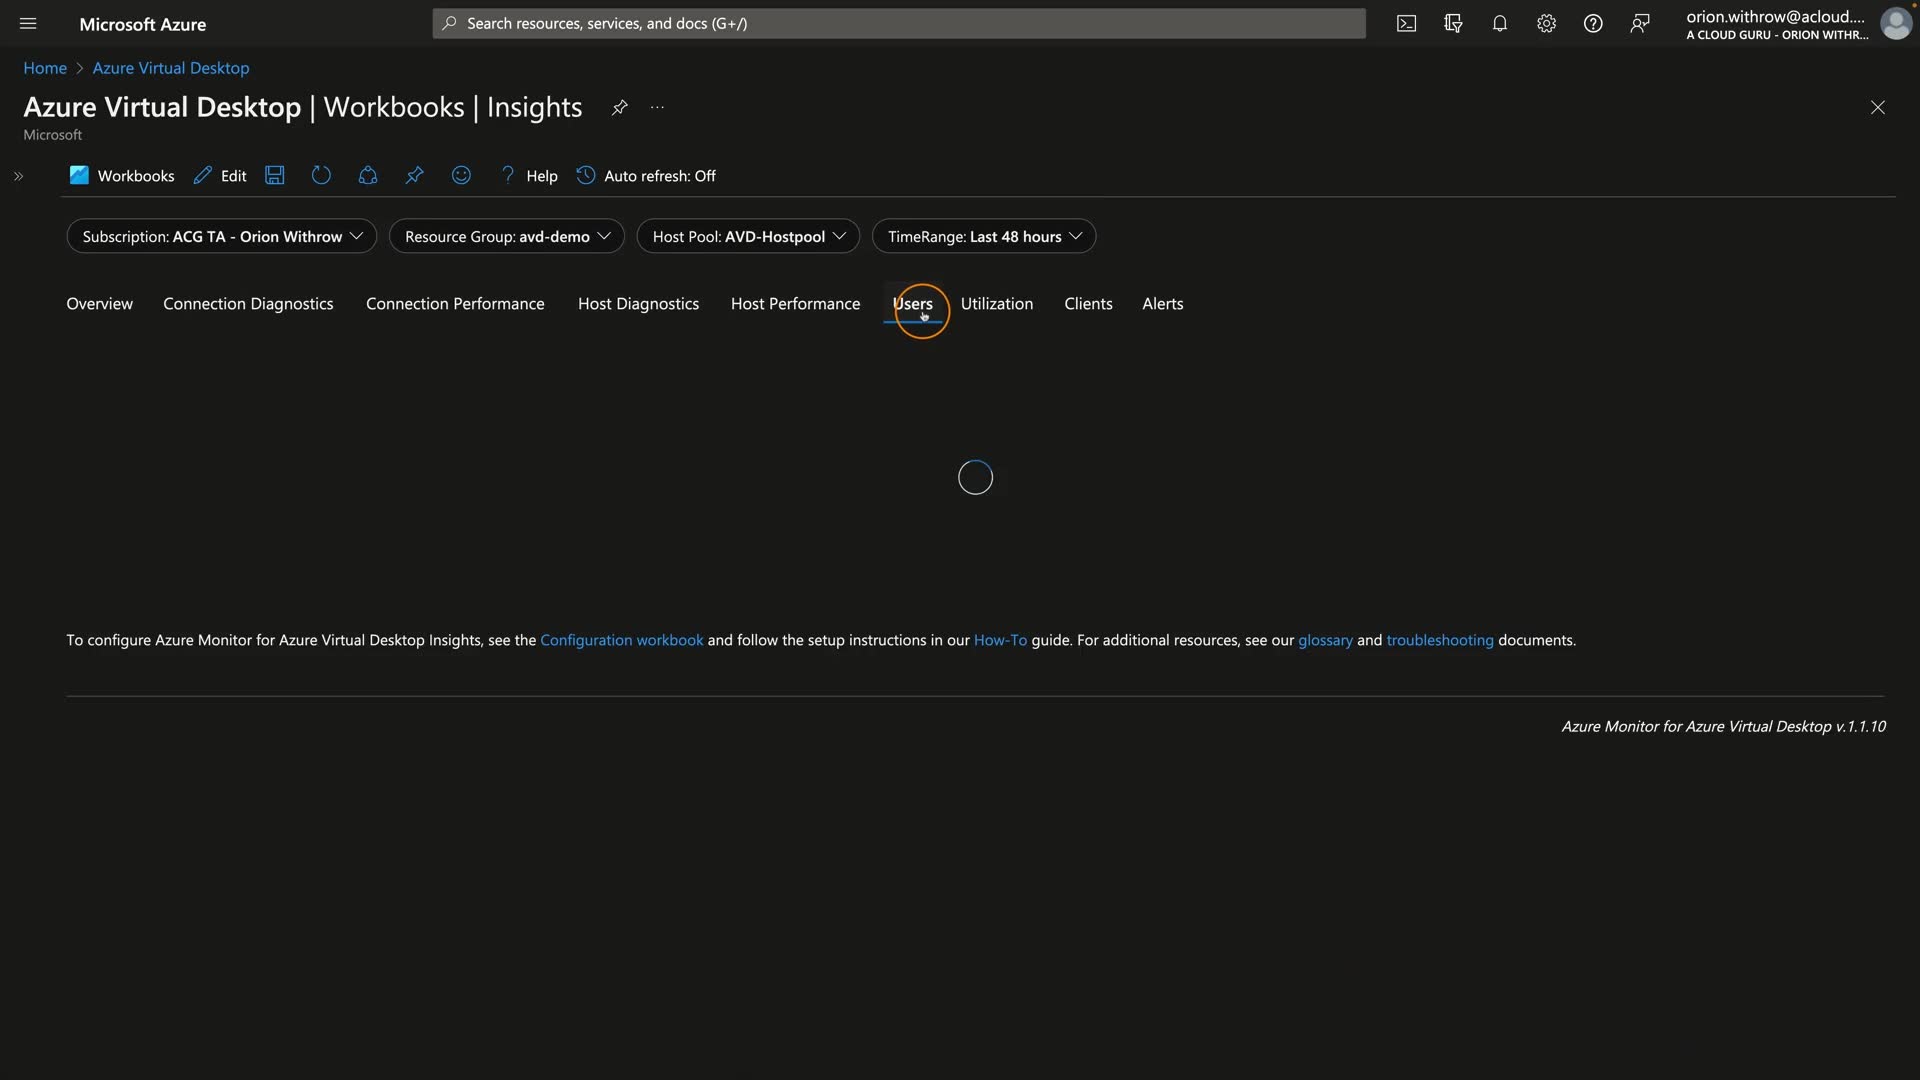 Microsoft Azure
Search resources, services, and docs (G+/)
orion.withrow@acloud....
A CLOUD GURU - ORION WITHR...
Home > Azure Virtual Desktop
Azure Virtual Desktop | Workbooks | Insights
Microsoft
Workbooks Edit Help Auto refresh: Off
Subscription: ACG TA - Orion Withrow Resource Group: avd-demo Host Pool: AVD-Hostpool TimeRange: Last 48 hours
Overview Connection Diagnostics Connection Performance Host Diagnostics Host Performance Users Utilization Clients Alerts
To configure Azure Monitor for Azure Virtual Desktop Insights, see the Configuration workbook and follow the setup instructions in our How-To guide. For additional resources, see our glossary and troubleshooting documents.
Azure Monitor for Azure Virtual Desktop v.1.1.10